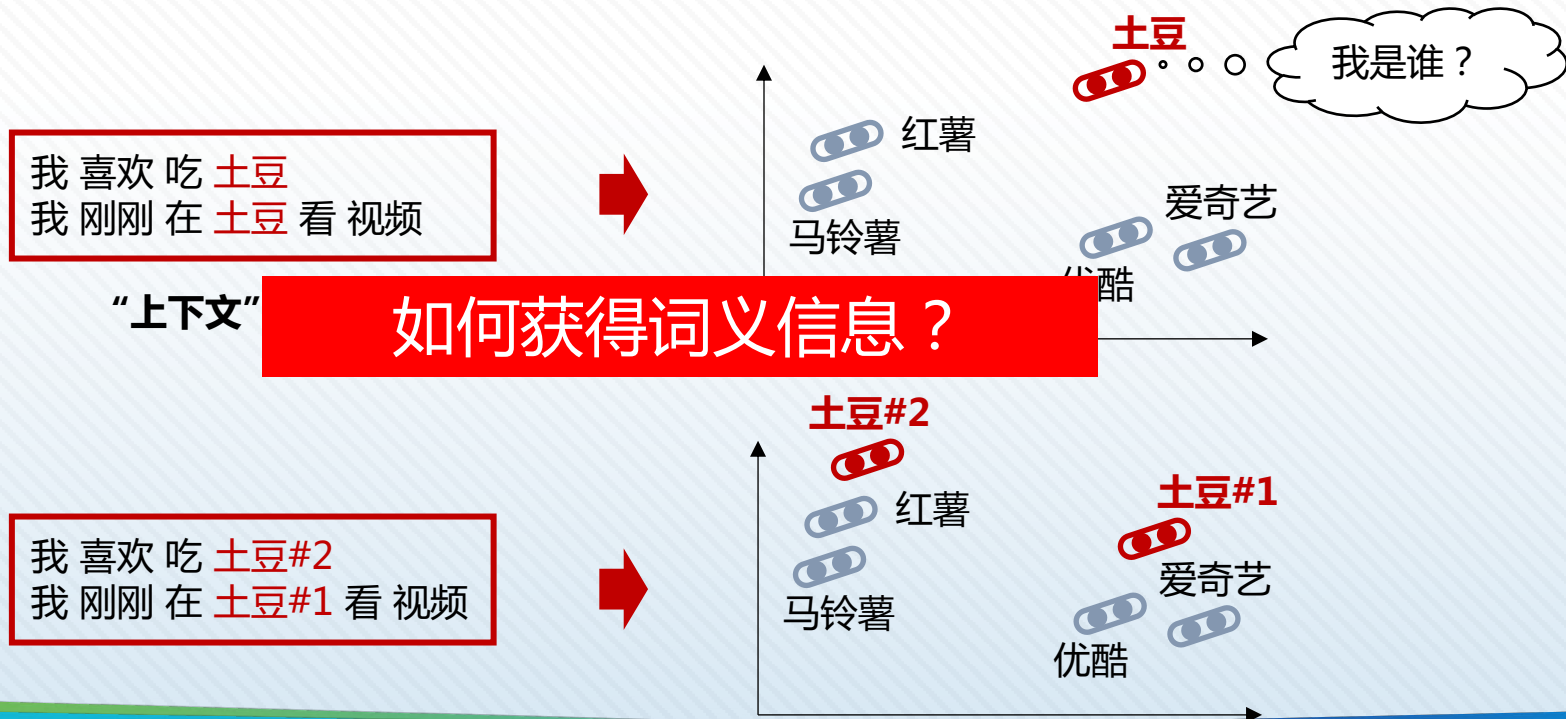 土豆
我是谁？
我 喜欢 吃 土豆
我 刚刚 在 土豆 看 视频
红薯
马铃薯
爱奇艺
酷
“上下文”
如何获得词义信息？
土豆#2
红薯
马铃薯
土豆#1
爱奇艺
优酷
我 喜欢 吃 土豆#2
我 刚刚 在 土豆#1 看 视频